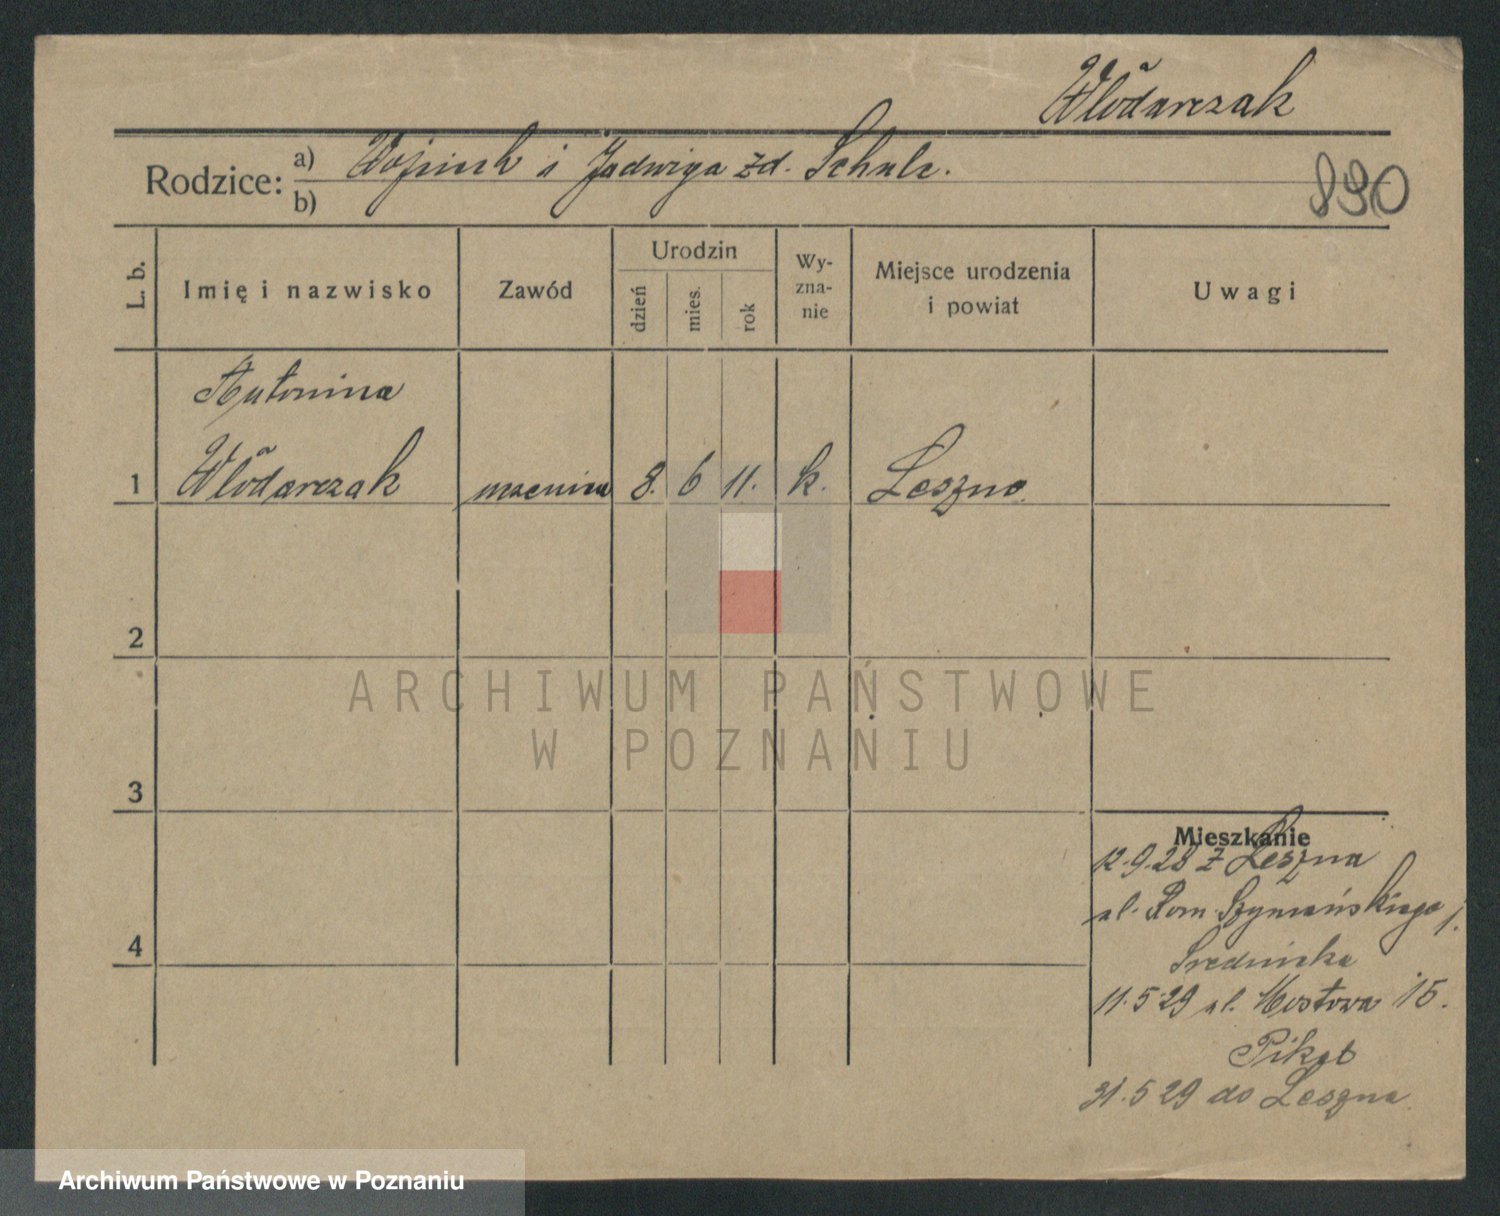 Włodarczak
Rodzice: a) Wojciech i Jadwiga zd. Schulz.
b)
890
L. b.
Imię i nazwisko
Zawód
Urodzin
dzień
mies.
rok
Wy-
zna-
nie
Miejsce urodzenia
i powiat
Uwagi
Antonina
1 Włodarczak uczenica 8. 6 11. k. Leszno
2
ARCHIWUM PAŃSTWOWE
W POZNANIU
3
Mieszkanie
12.9.28 z Leszna
ul. Rom Szymańskiego 1.
Średnicka
4
11.5 29 ul. Mostowa 15.
31.5 29 do Leszna
Archiwum Państwowe w Poznaniu